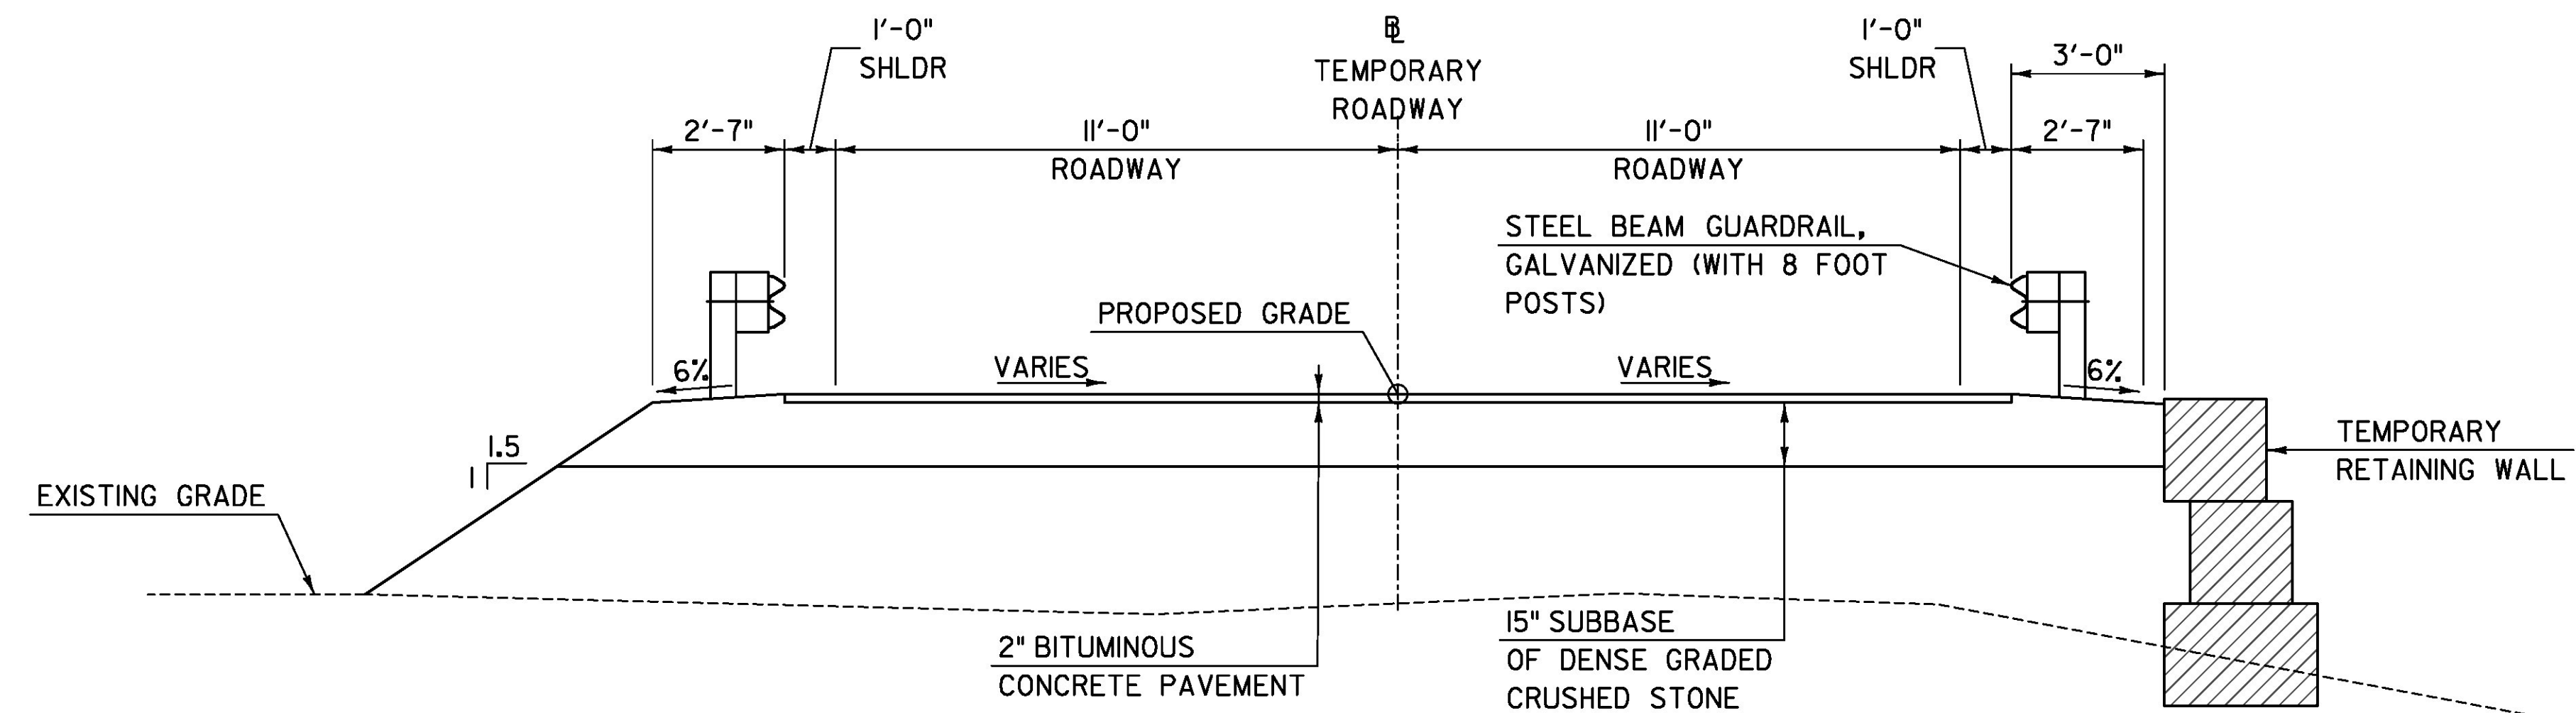 1'-0"
SHLDR
BL
TEMPORARY
ROADWAY
1'-0"
SHLDR
3'-0"
2'-7"
11'-0"
ROADWAY
11'-0"
ROADWAY
2'-7"
STEEL BEAM GUARDRAIL,
GALVANIZED (WITH 8 FOOT
POSTS)
PROPOSED GRADE
6%
VARIES
VARIES
6%
1.5
1
TEMPORARY
RETAINING WALL
EXISTING GRADE
2" BITUMINOUS
CONCRETE PAVEMENT
15" SUBBASE
OF DENSE GRADED
CRUSHED STONE